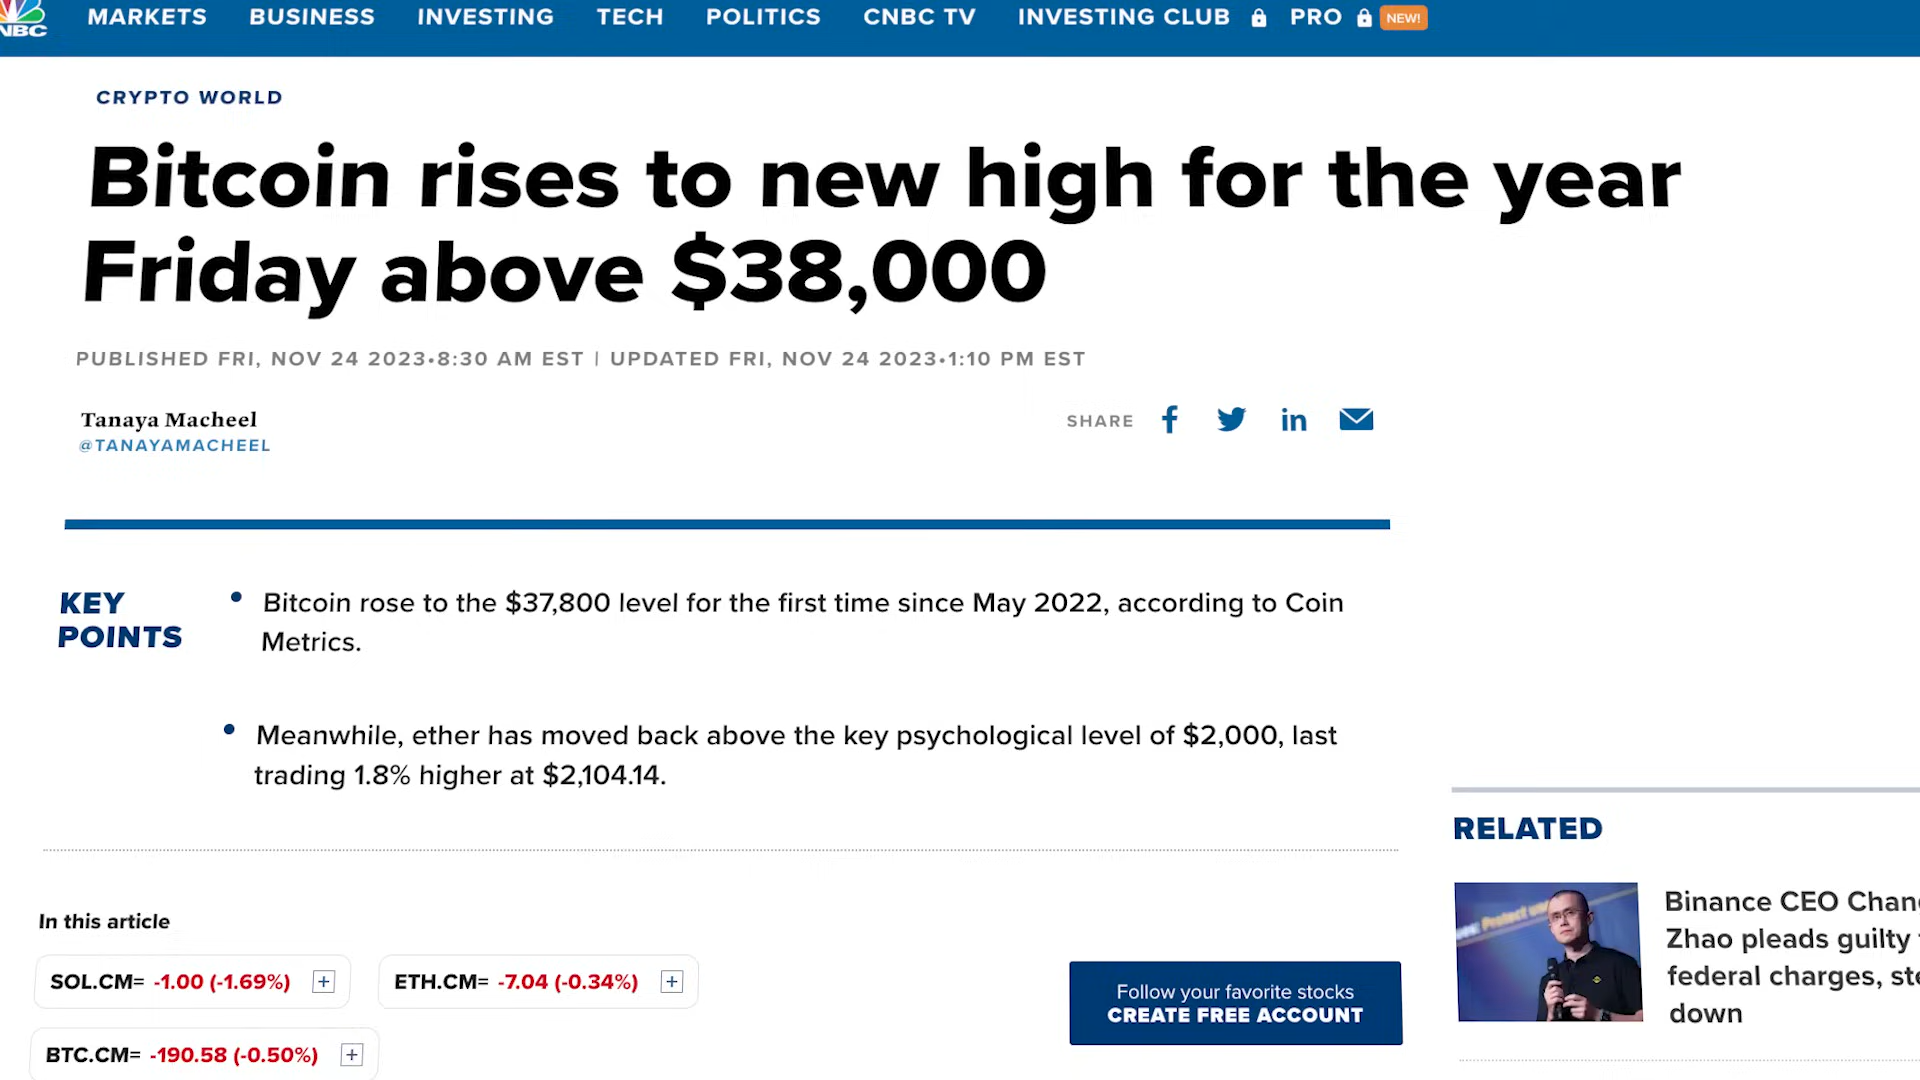 NBC
MARKETS BUSINESS INVESTING TECH POLITICS CNBC TV INVESTING CLUB PRO NEW!
CRYPTO WORLD
Bitcoin rises to new high for the year
Friday above $38,000
PUBLISHED FRI, NOV 24 2023•8:30 AM EST | UPDATED FRI, NOV 24 2023•1:10 PM EST
Tanaya Macheel
@TANAYAMACHEEL
SHARE
KEY
POINTS
• Bitcoin rose to the $37,800 level for the first time since May 2022, according to Coin
Metrics.
• Meanwhile, ether has moved back above the key psychological level of $2,000, last
trading 1.8% higher at $2,104.14.
In this article
SOL.CM= -1.00 (-1.69%) +
ETH.CM= -7.04 (-0.34%) +
BTC.CM= -190.58 (-0.50%) +
Follow your favorite stocks
CREATE FREE ACCOUNT
RELATED
Binance CEO Chan
Zhao pleads guilty
federal charges, ste
down